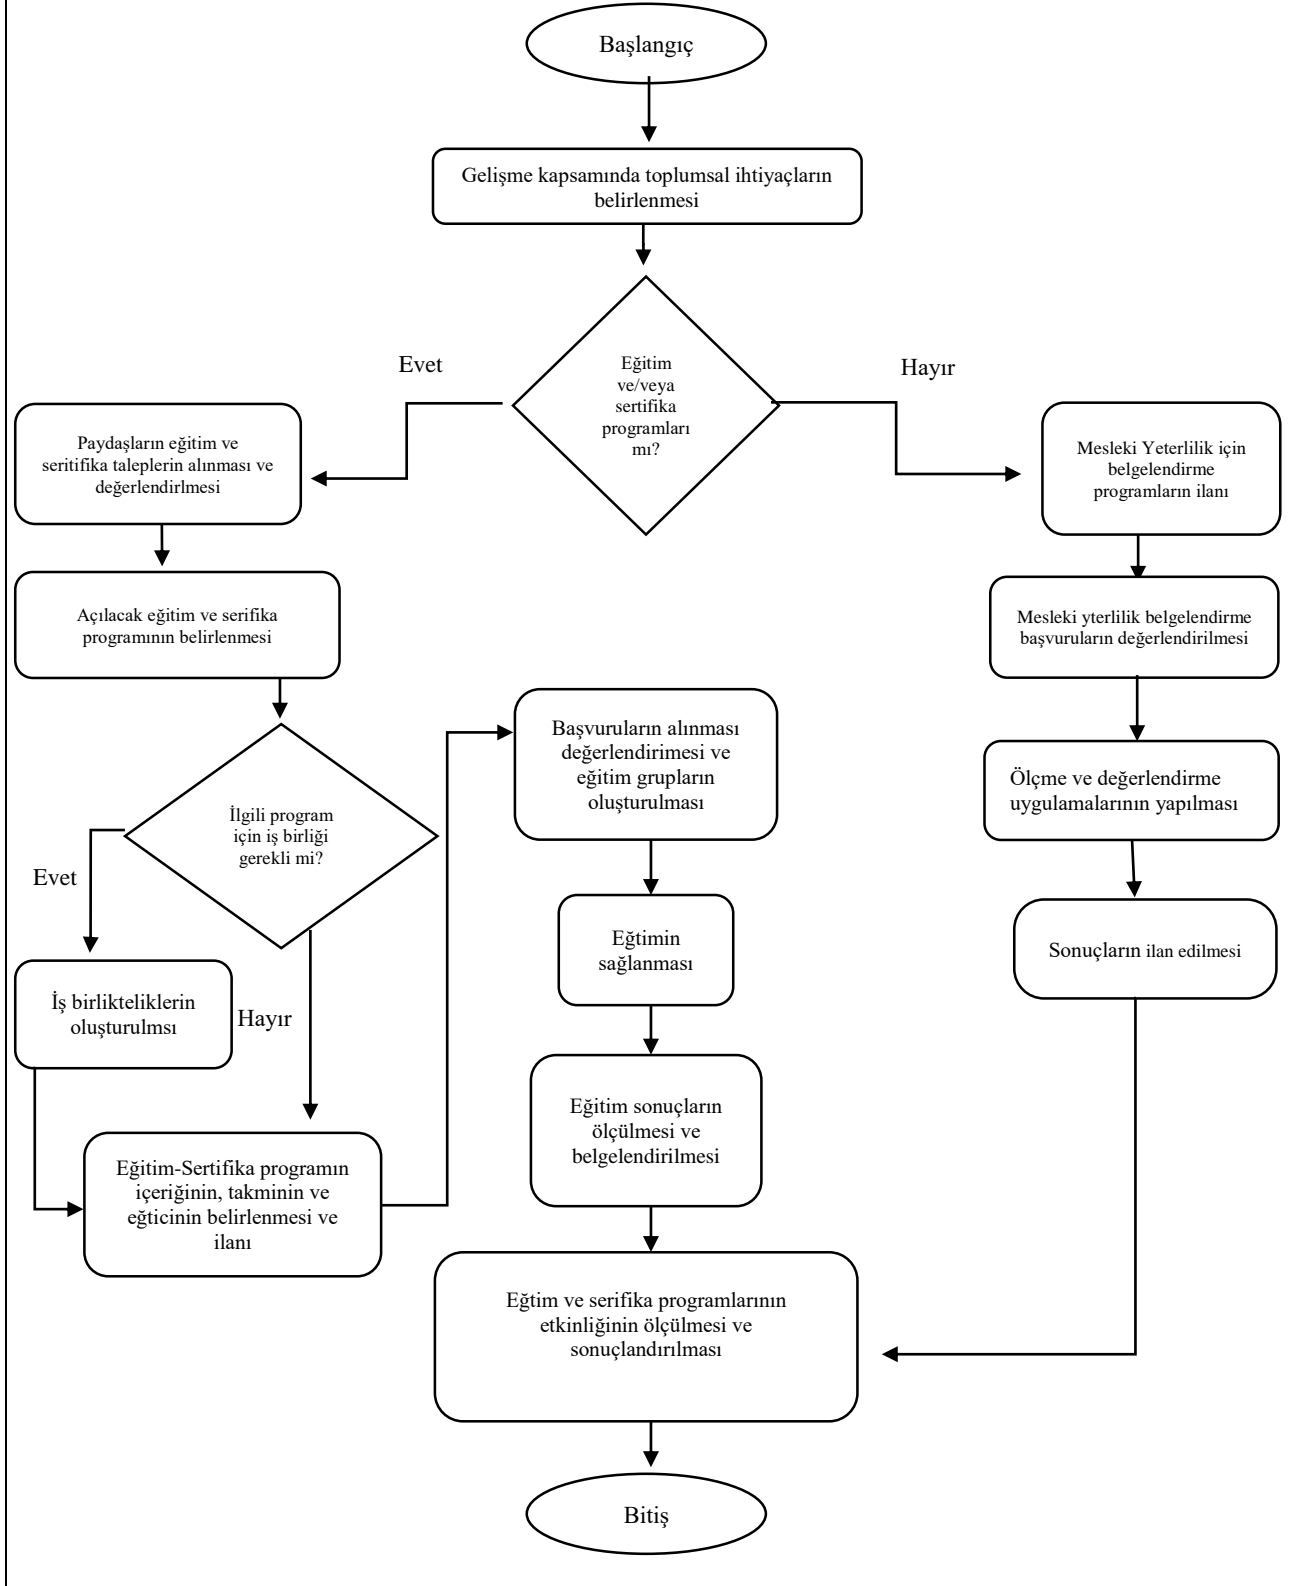 Başlangıç
Gelişme kapsamında toplumsal ihtiyaçların
belirlenmesi
Eğitim
ve/veya
sertifika
programları
mı?
Evet
Hayır
Paydaşların eğitim ve
seritifika taleplerin alınması ve
değerlendirlmesi
Mesleki Yeterlilik için
belgelendirme
programların ilanı
Açılacak eğitim ve serifika
programının belirlenmesi
Mesleki yterlilik belgelendirme
başvuruların değerlendirilmesi
İlgili program
için iş birliği
gerekli mi?
Evet
Hayır
Başvuruların alınması
değerlendirimesi ve
eğitim grupların
oluşturulması
Ölçme ve değerlendirme
uygulamalarının yapılması
İş birlikteliklerin
oluşturulmsı
Eğtimin
sağlanması
Sonuçların ilan edilmesi
Eğitim-Sertifika programın
içeriğinin, takminin ve
eğticinin belirlenmesi ve
ilanı
Eğitim sonuçların
ölçülmesi ve
belgelendirilmesi
Eğtim ve serifika programlarının
etkinliğinin ölçülmesi ve
sonuçlandırılması
Bitiş